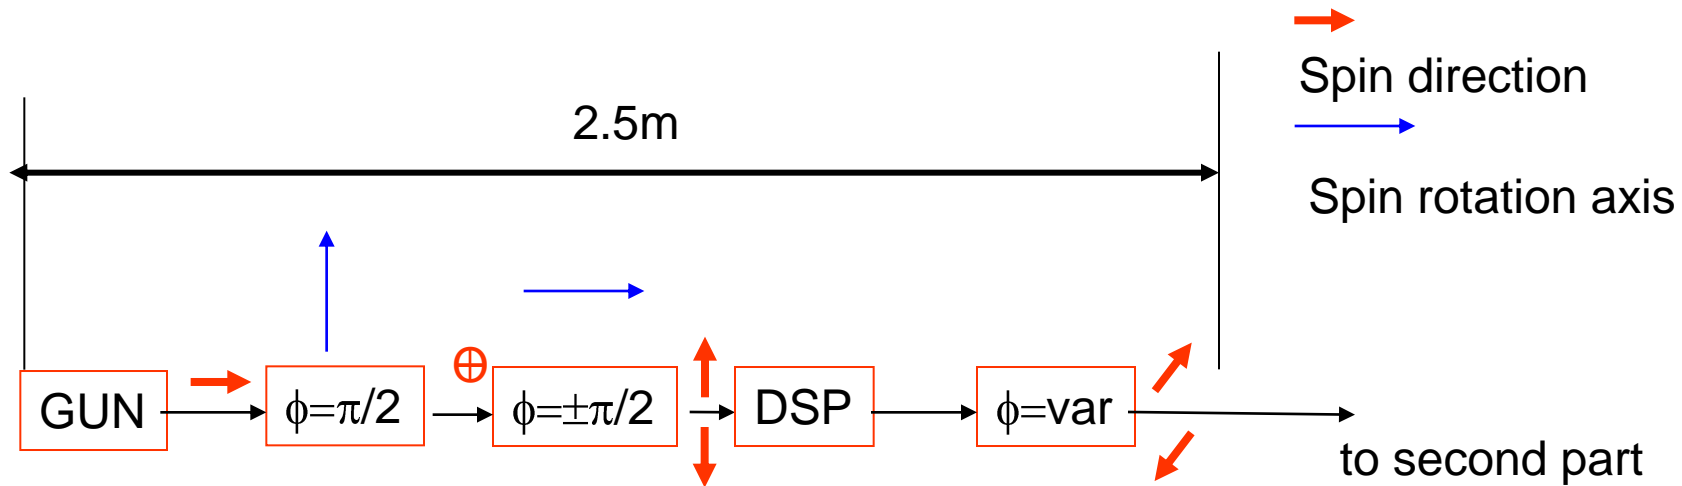 Spin direction
2.5m
Spin rotation axis
⊕
GUN
ϕ=π/2
ϕ=±π/2
DSP
ϕ=var
to second part